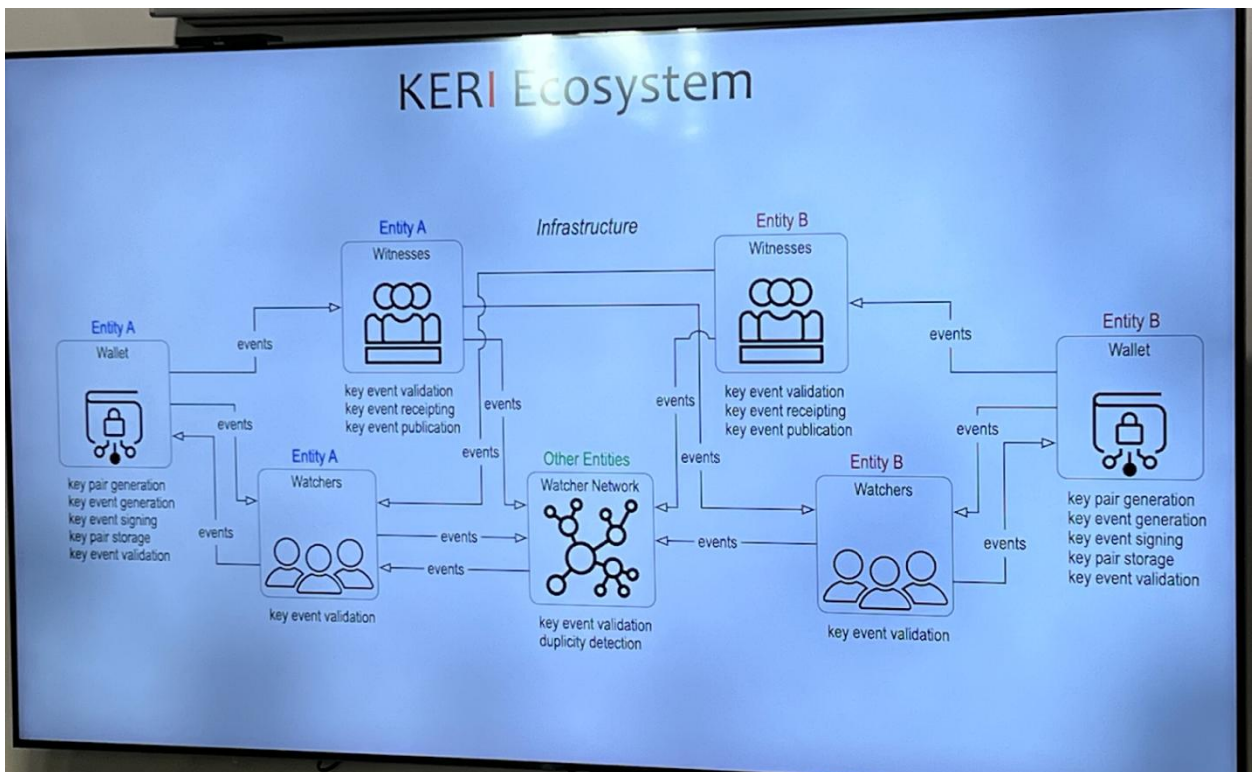 KERI Ecosystem
Infrastructure
Entity A
Witnesses
key event validation
key event receipting
key event publication
Entity B
Witnesses
key event validation
key event receipting
key event publication
Entity A
Wallet
key pair generation
key event generation
key event signing
key pair storage
key event validation
Entity B
Wallet
key pair generation
key event generation
key event signing
key pair storage
key event validation
Entity A
Watchers
key event validation
Other Entities
Watcher Network
key event validation
duplicity detection
Entity B
Watchers
key event validation
events
events
events
events
events
events
events
events
events
events
events
events
events